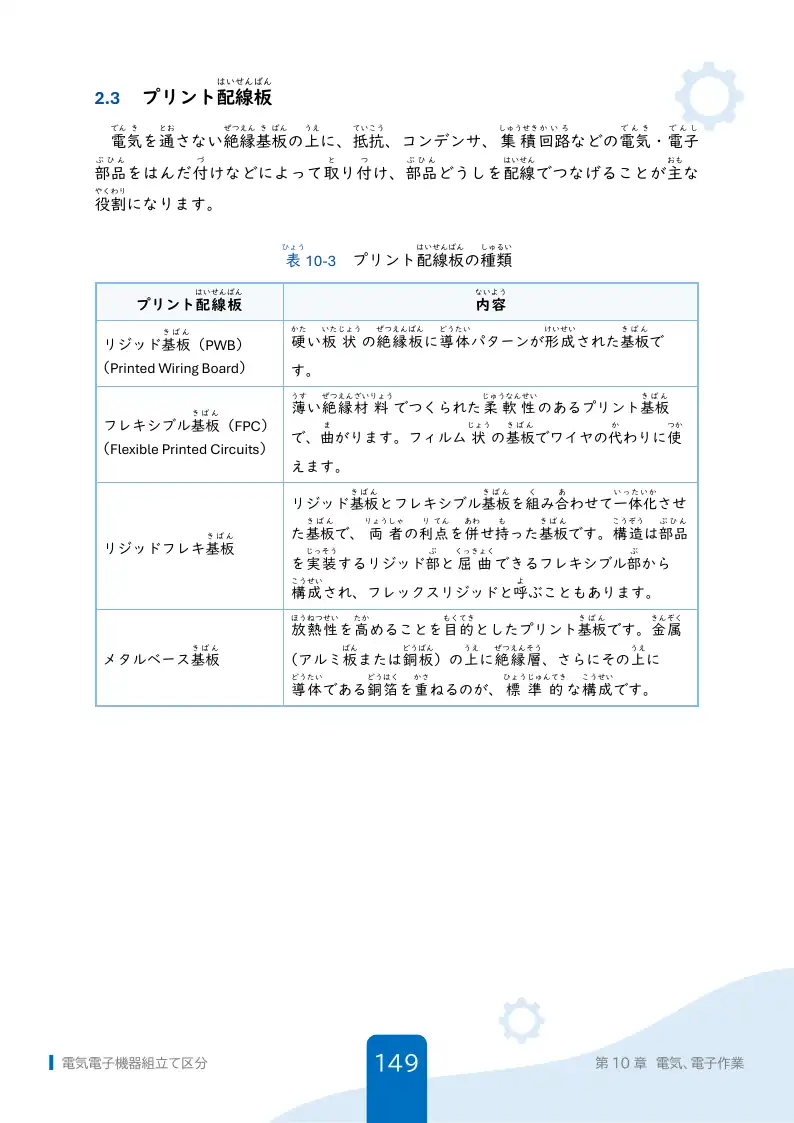 2.3 プリント配線板
電気を通さない絶縁基板の上に、抵抗、コンデンサ、集積回路などの電気・電子
部品をはんだ付けなどによって取り付け、部品どうしを配線でつなげることが主な
役割になります。
表 10-3 プリント配線板の種類
プリント配線板
内容
リジッド基板（PWB）
（Printed Wiring Board）
硬い板状の絶縁板に導体パターンが形成された基板で
す。
フレキシブル基板（FPC）
（Flexible Printed Circuits）
薄い絶縁材料でつくられた柔軟性のあるプリント基板
で、曲がります。フィルム状の基板でワイヤの代わりに使
えます。
リジッドフレキ基板
リジッド基板とフレキシブル基板を組み合わせて一体化させ
た基板で、両者の利点を併せ持った基板です。構造は部品
を実装するリジッド部と屈曲できるフレキシブル部から
構成され、フレックスリジッドと呼ぶこともあります。
メタルベース基板
放熱性を高めることを目的としたプリント基板です。金属
（アルミ板または銅板）の上に絶縁層、さらにその上に
導体である銅箔を重ねるのが、標準的な構成です。
電気電子機器組立て区分
149
第 10 章 電気、電子作業